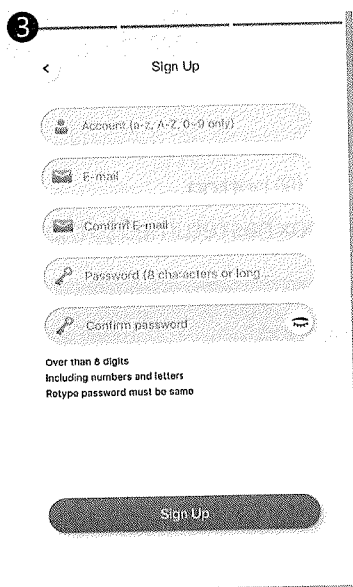 3
Sign Up
Account (a-z, A-Z, 0-9 only)
E-mail
Confirm E-mail
Password (8 characters or long...
Confirm password
Over than 8 digits
Including numbers and letters
Retype password must be same
Sign Up